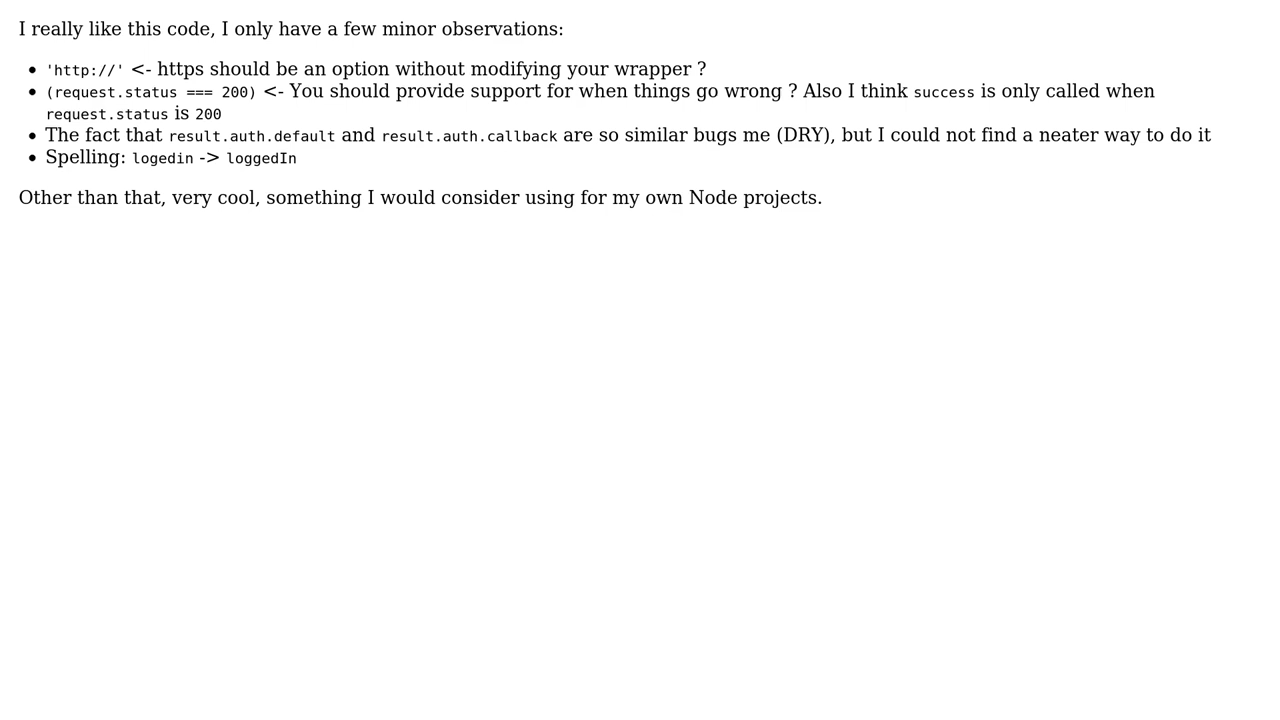 I really like this code, I only have a few minor observations:
• 'http://' <- https should be an option without modifying your wrapper ?
• (request.status === 200) <- You should provide support for when things go wrong ? Also I think success is only called when
request.status is 200
• The fact that result.auth.default and result.auth.callback are so similar bugs me (DRY), but I could not find a neater way to do it
• Spelling: logedin -> loggedIn
Other than that, very cool, something I would consider using for my own Node projects.